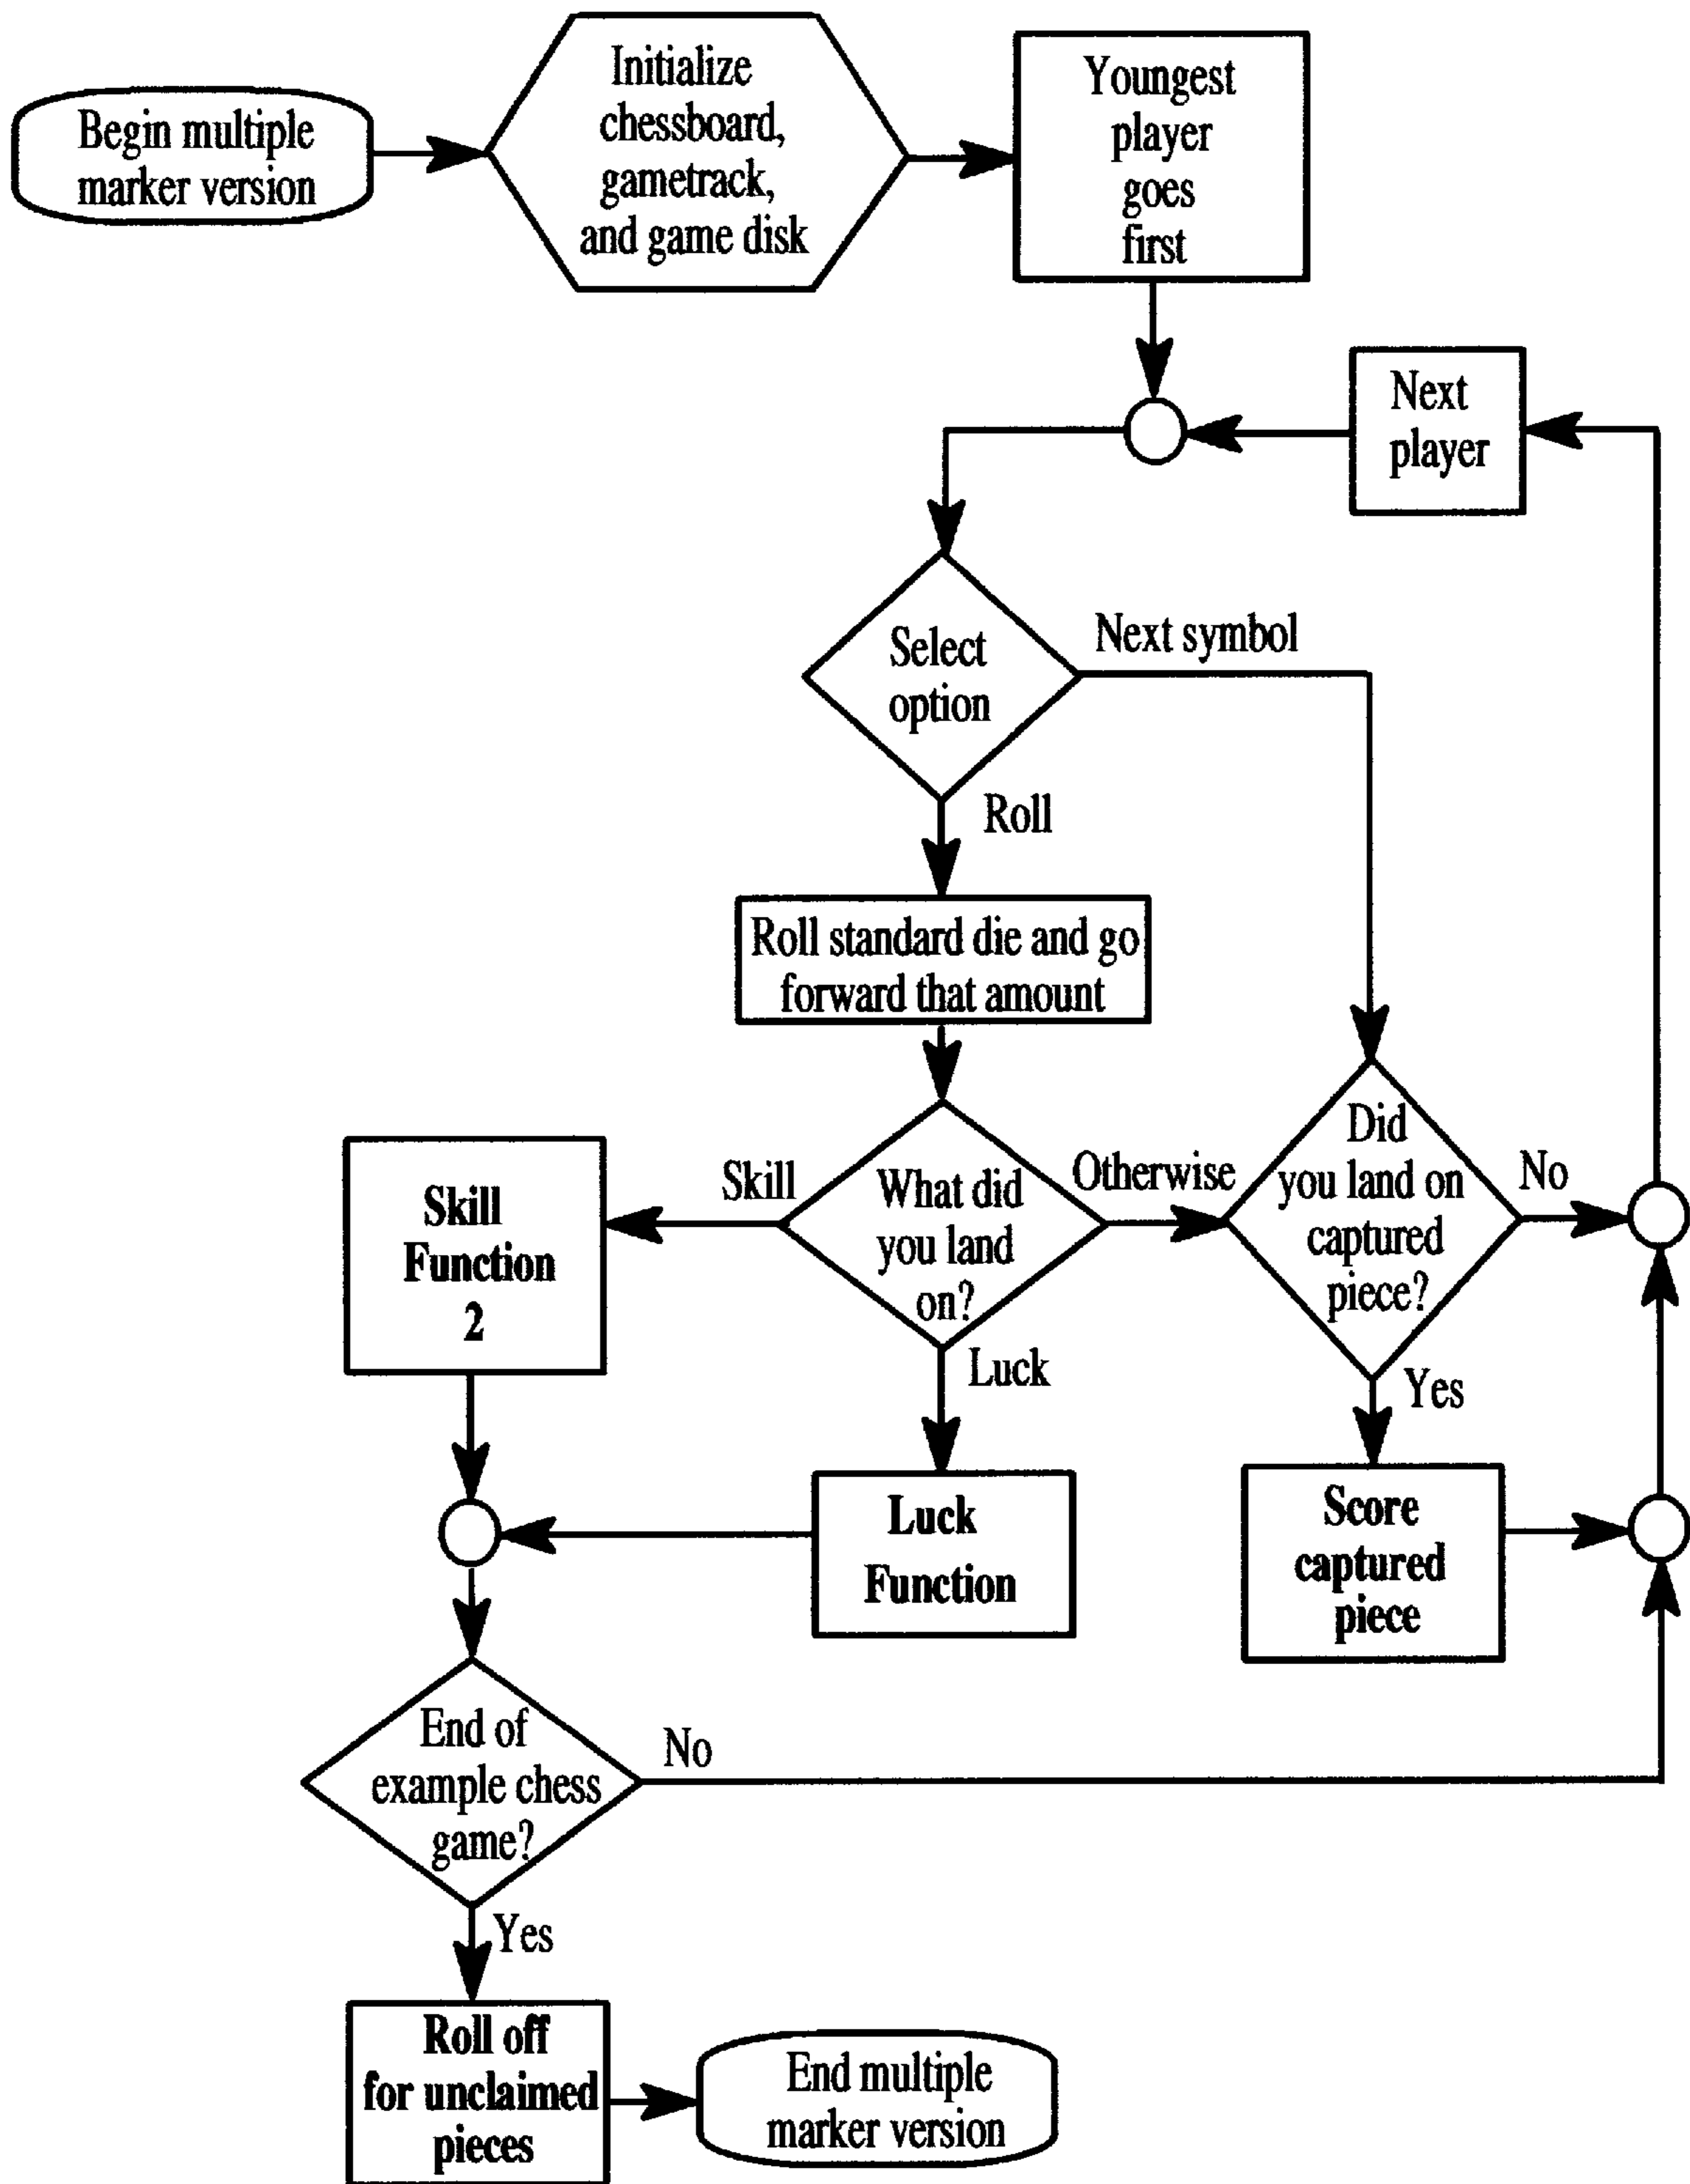 Begin multiple
marker version
Initialize
chessboard,
gametrack,
and game disk
Youngest
player
goes
first
Next
player
Select
option
Next symbol
Roll
Roll standard die and go
forward that amount
Skill
Function
2
Skill
What did
you land
on?
Otherwise
Did
you land on
captured
piece?
No
Luck
Yes
Luck
Function
Score
captured
piece
End of
example chess
game?
No
Yes
Roll off
for unclaimed
pieces
End multiple
marker version